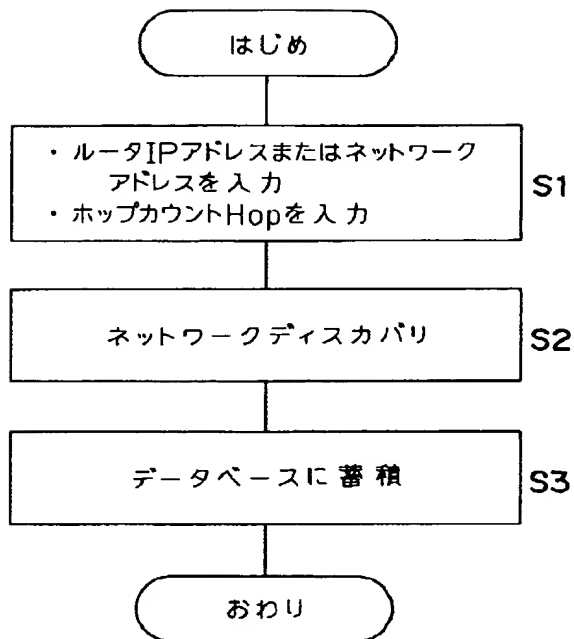 はじめ
・ルータIPアドレスまたはネットワーク
アドレスを入力
・ホップカウントHopを入力
S1
ネットワークディスカバリ
S2
データベースに蓄積
S3
おわり